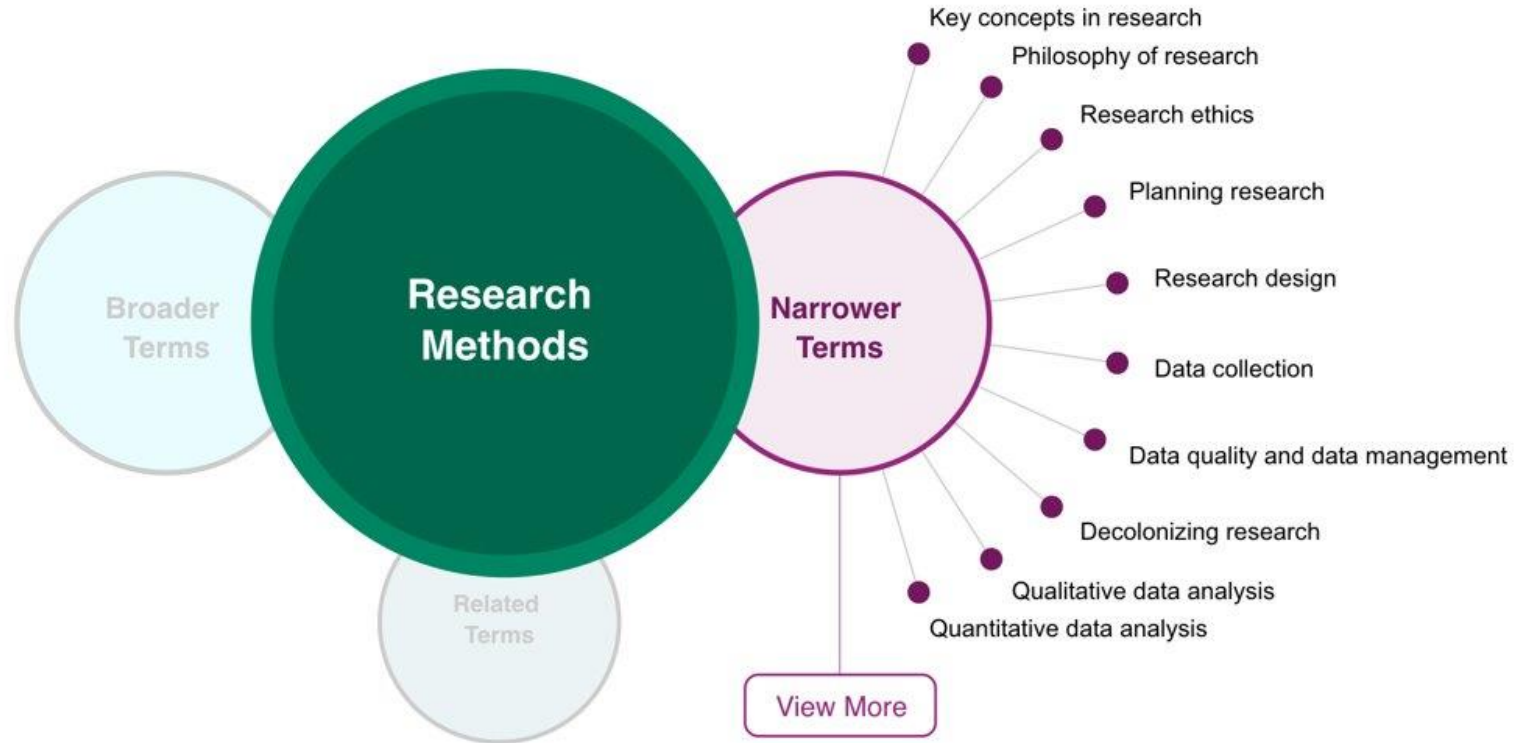 Key concepts in research
Philosophy of research
Research ethics
Planning research
Research design
Data collection
Data quality and data management
Decolonizing research
Qualitative data analysis
Quantitative data analysis
Broader
Terms
Research
Methods
Narrower
Terms
Related
Terms
View More